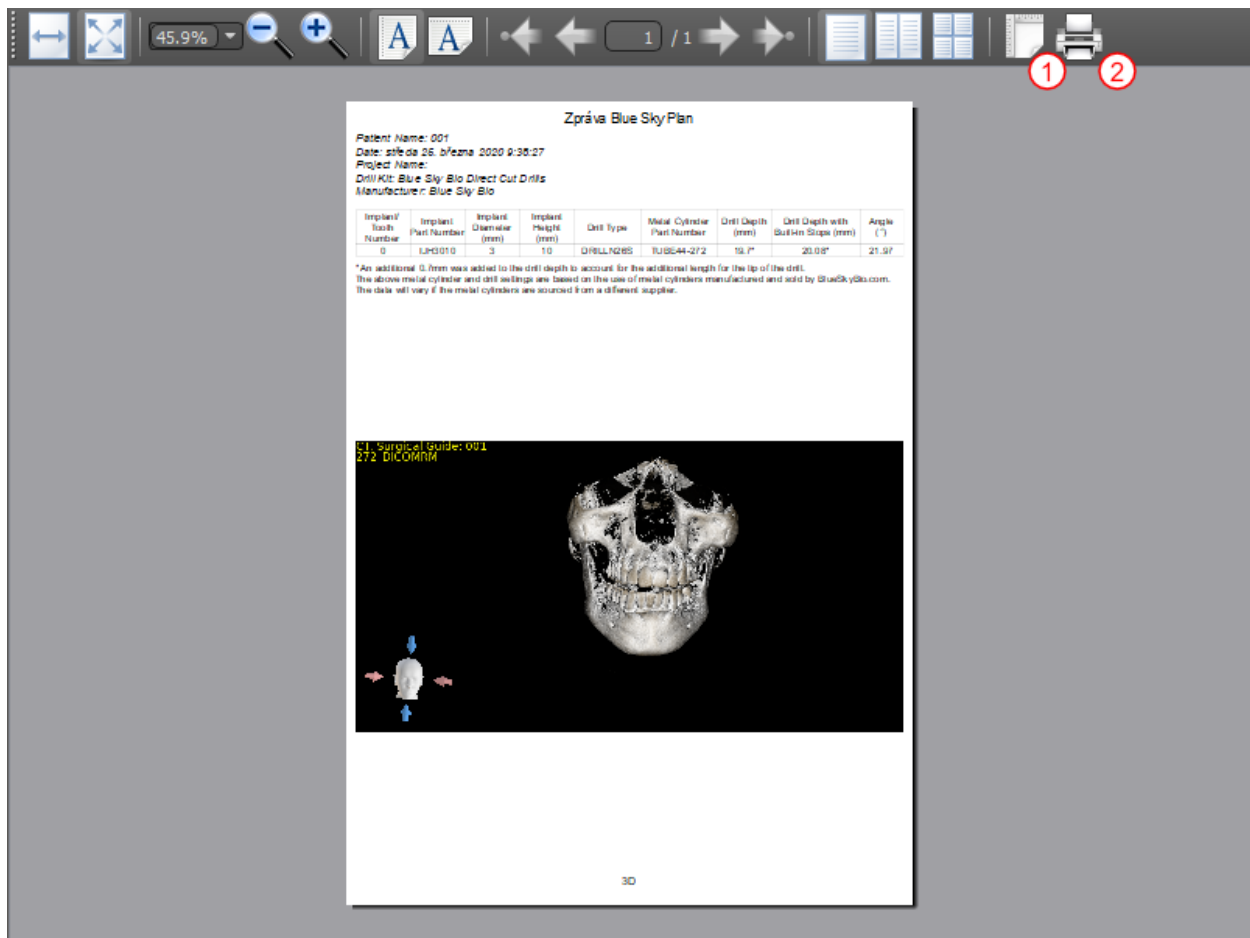 45.9%
A
A
1 / 1
1
2
Zpráva Blue Sky Plan
Patient Name: 001
Date: středa 25. března 2020
Project Name:
Drill Kit: Blue Sky Bio Direct Cut Drills
Manufacturer: Blue Sky Bio
Implant/ Tooth Number Implant Part Number Implant Diameter (mm) Implant Height (mm) Drill Type Metal Cylinder Part Number Drill Depth (mm) Drill Depth with Built-in Stops (mm) Angle (°)
0 IJH3010 3 10 DRILLN26S TUBE44-272 19.7* 20.08* 21.97
*An additional 0.7mm was added to the drill depth to account for the additional length for the tip of the drill.
The above metal cylinder and drill settings are based on the use of metal cylinders manufactured and sold by BlueSkyBio.com.
The data will vary if the metal cylinders are sourced from a different supplier.
CT. Surgical Guide: 001
272 DICOMRM
3D